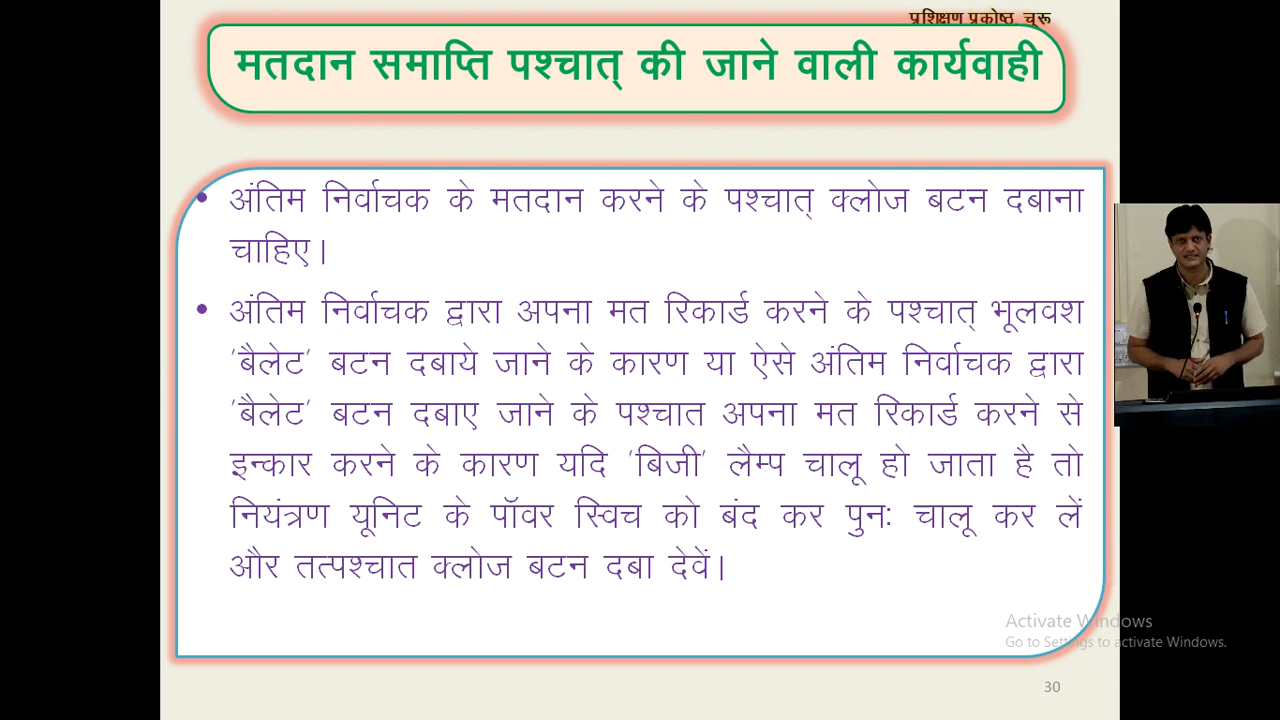 प्रशिक्षण प्रकोष्ठ चूरू
मतदान समाप्ति पश्चात् की जाने वाली कार्यवाही
• अंतिम निर्वाचक के मतदान करने के पश्चात् क्लोज बटन दबाना
चाहिए।
• अंतिम निर्वाचक द्वारा अपना मत रिकार्ड करने के पश्चात् भूलवश
'बैलेट' बटन दबाये जाने के कारण या ऐसे अंतिम निर्वाचक द्वारा
'बैलेट' बटन दबाए जाने के पश्चात अपना मत रिकार्ड करने से
इन्कार करने के कारण यदि 'बिजी' लैम्प चालू हो जाता है तो
नियंत्रण यूनिट के पॉवर स्विच को बंद कर पुन: चालू कर लें
और तत्पश्चात क्लोज बटन दबा देवें।
Activate Windows
Go to Settings to activate Windows.
30